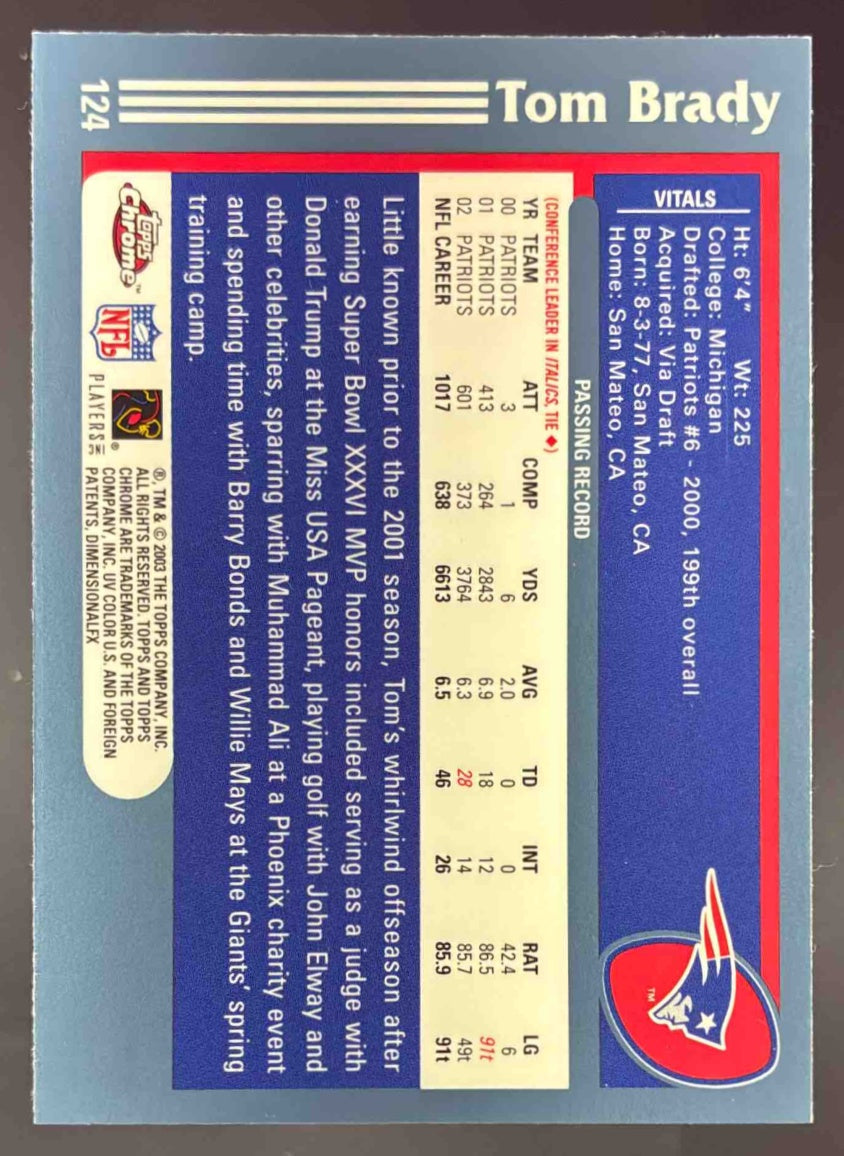 Tom Brady
124
VITALS
Ht: 6'4" Wt: 225
College: Michigan
Drafted: Patriots #6 - 2000, 199th overall
Acquired: Via Draft
Born: 8-3-77, San Mateo, CA
Home: San Mateo, CA
TM
PASSING RECORD
(CONFERENCE LEADER IN ITALICS, TIE ♦)
YR TEAM ATT COMP YDS AVG TD INT RAT LG
00 PATRIOTS 3 1 6 2.0 0 0 42.4 6
01 PATRIOTS 413 264 2843 6.9 18 12 86.5 91t
02 PATRIOTS 601 373 3764 6.3 28 14 85.7 49t
NFL CAREER 1017 638 6613 6.5 46 26 85.9 91t
Little known prior to the 2001 season, Tom's whirlwind offseason after
earning Super Bowl XXXVI MVP honors included serving as a judge with
Donald Trump at the Miss USA Pageant, playing golf with John Elway and
other celebrities, sparring with Muhammad Ali at a Phoenix charity event
and spending time with Barry Bonds and Willie Mays at the Giants' spring
training camp.
topps
Chrome™
NFL
PLAYERS INC
®
®, TM & © 2003 THE TOPPS COMPANY, INC.
ALL RIGHTS RESERVED. TOPPS AND TOPPS
CHROME ARE TRADEMARKS OF THE TOPPS
COMPANY, INC. UV COLOR U.S. AND FOREIGN
PATENTS, DIMENSIONALFX